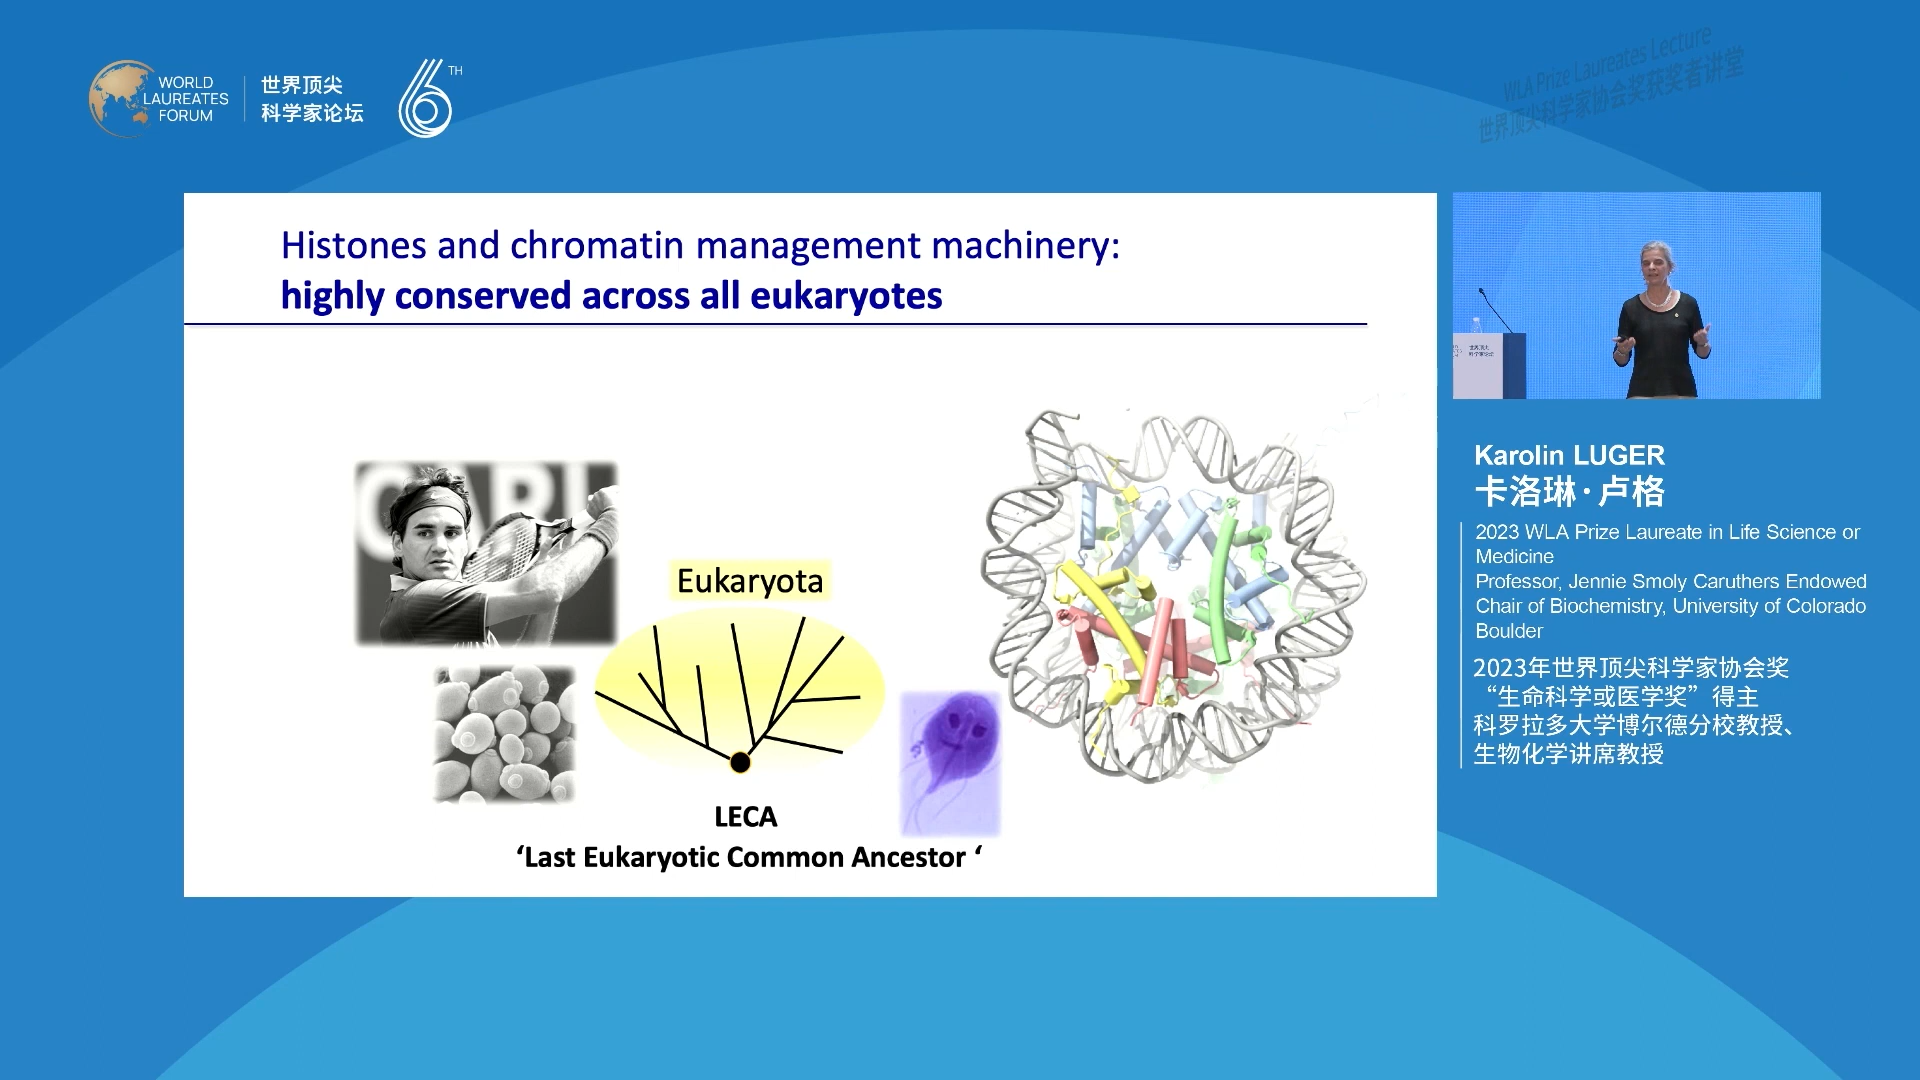 WORLD
LAUREATES
FORUM
世界顶尖
科学家论坛
6TH
WLA Prize Laureates Lecture
世界顶尖科学家协会奖获奖者讲堂
Histones and chromatin management machinery:
highly conserved across all eukaryotes
Eukaryota
LECA
‘Last Eukaryotic Common Ancestor ‘
Karolin LUGER
卡洛琳·卢格
2023 WLA Prize Laureate in Life Science or
Medicine
Professor, Jennie Smoly Caruthers Endowed
Chair of Biochemistry, University of Colorado
Boulder
2023年世界顶尖科学家协会奖
“生命科学或医学奖”得主
科罗拉多大学博尔德分校教授、
生物化学讲席教授